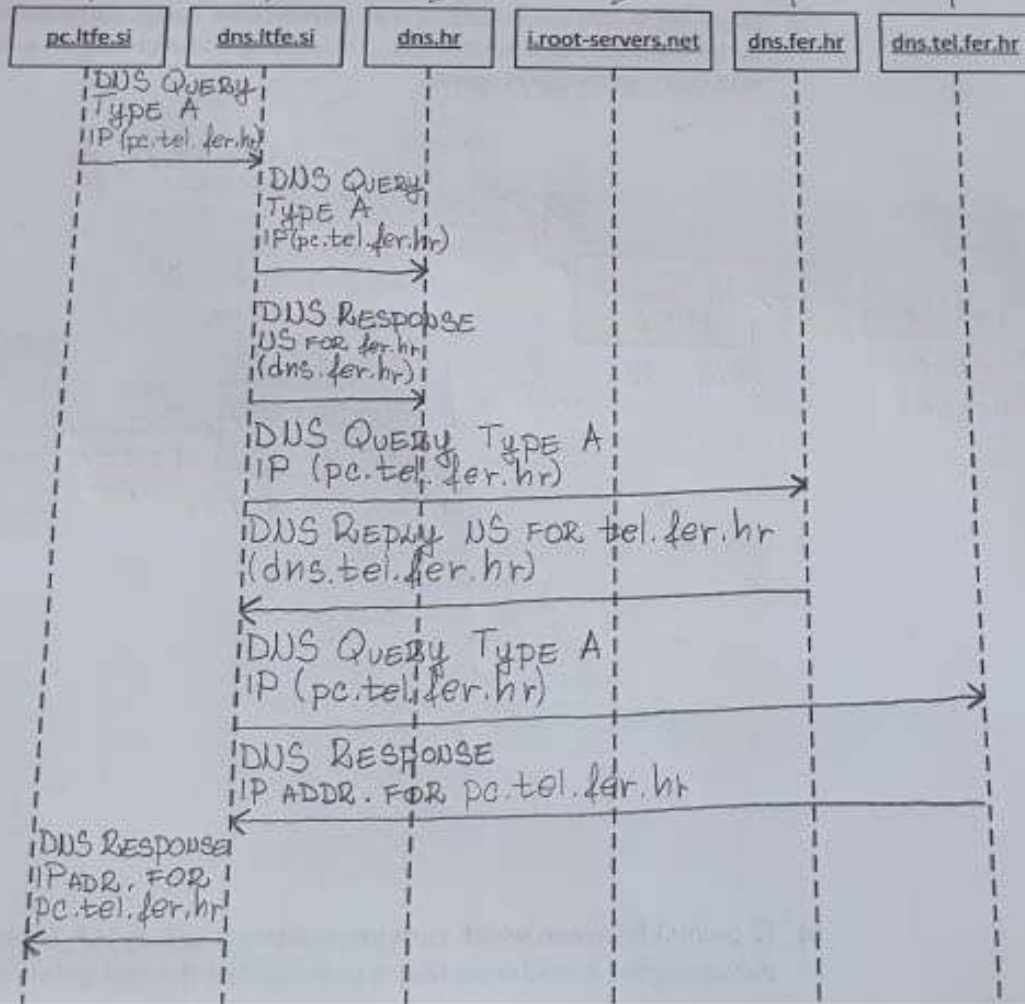 pc.ltfe.si dns.ltfe.si dns.hr i.root-servers.net dns.fer.hr dns.tel.fer.hr
DNS QUERY
TYPE A
IP (pc.tel.fer.hr)
DNS QUERY
TYPE A
IP(pc.tel.fer.hr)
DNS RESPONSE
NS FOR fer.hr
(dns.fer.hr)
DNS QUERY TYPE A
IP (pc.tel.fer.hr)
DNS REPLY NS FOR tel.fer.hr
(dns.tel.fer.hr)
DNS QUERY TYPE A
IP (pc.tel.fer.hr)
DNS RESPONSE
IP ADDR. FOR pc.tel.fer.hr
DNS RESPONSE
IP ADR. FOR
pc.tel.fer.hr